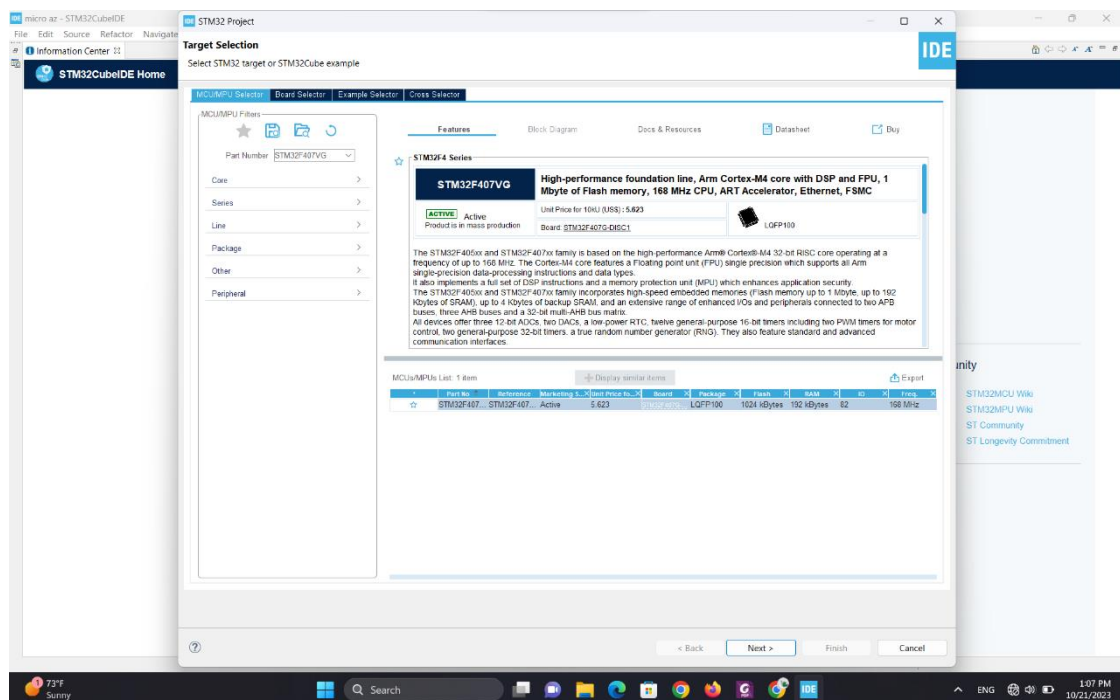 IDE micro az - STM32CubeIDE
File Edit Source Refactor Navigate
Information Center
STM32CubeIDE Home
IDE STM32 Project
Target Selection
Select STM32 target or STM32Cube example
IDE
MCU/MPU Selector Board Selector Example Selector Cross Selector
MCU/MPU Filters
Part Number STM32F407VG
Core
Series
Line
Package
Other
Peripheral
Features Block Diagram Docs & Resources Datasheet Buy
STM32F4 Series
STM32F407VG
High-performance foundation line, Arm Cortex-M4 core with DSP and FPU, 1
Mbyte of Flash memory, 168 MHz CPU, ART Accelerator, Ethernet, FSMC
ACTIVE Active
Product is in mass production
Unit Price for 10kU (US$) : 5.623
Board: STM32F407G-DISC1
LQFP100
The STM32F405xx and STM32F407xx family is based on the high-performance Arm® Cortex®-M4 32-bit RISC core operating at a
frequency of up to 168 MHz. The Cortex-M4 core features a Floating point unit (FPU) single precision which supports all Arm
single-precision data-processing instructions and data types.
It also implements a full set of DSP instructions and a memory protection unit (MPU) which enhances application security.
The STM32F405xx and STM32F407xx family incorporates high-speed embedded memories (Flash memory up to 1 Mbyte, up to 192
Kbytes of SRAM), up to 4 Kbytes of backup SRAM, and an extensive range of enhanced I/Os and peripherals connected to two APB
buses, three AHB buses and a 32-bit multi-AHB bus matrix.
All devices offer three 12-bit ADCs, two DACs, a low-power RTC, twelve general-purpose 16-bit timers including two PWM timers for motor
control, two general-purpose 32-bit timers. a true random number generator (RNG). They also feature standard and advanced
communication interfaces.
MCUs/MPUs List: 1 item Display similar items Export
* Part No Reference Marketing S... Unit Price fo... Board Package Flash RAM IO Freq.
STM32F407... STM32F407... Active 5.623 LQFP100 1024 kBytes 192 kBytes 82 168 MHz
unity
STM32MCU Wiki
STM32MPU Wiki
ST Community
ST Longevity Commitment
< Back Next > Finish Cancel
73°F
Sunny
Search
IDE
ENG
1:07 PM
10/21/2023